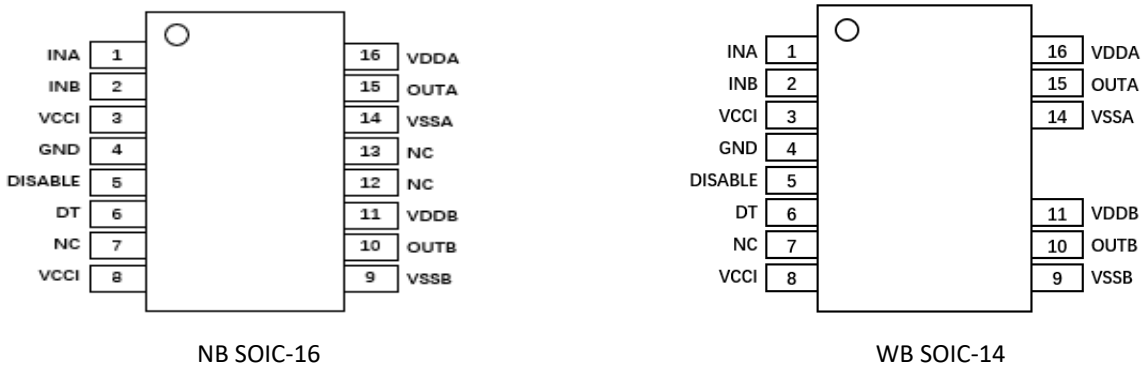 INA 1 16 VDDA
INB 2 15 OUTA
VCCI 3 14 VSSA
GND 4 13 NC
DISABLE 5 12 NC
DT 6 11 VDDB
NC 7 10 OUTB
VCCI 8 9 VSSB
NB SOIC-16
INA 1 16 VDDA
INB 2 15 OUTA
VCCI 3 14 VSSA
GND 4
DISABLE 5
DT 6 11 VDDB
NC 7 10 OUTB
VCCI 8 9 VSSB
WB SOIC-14